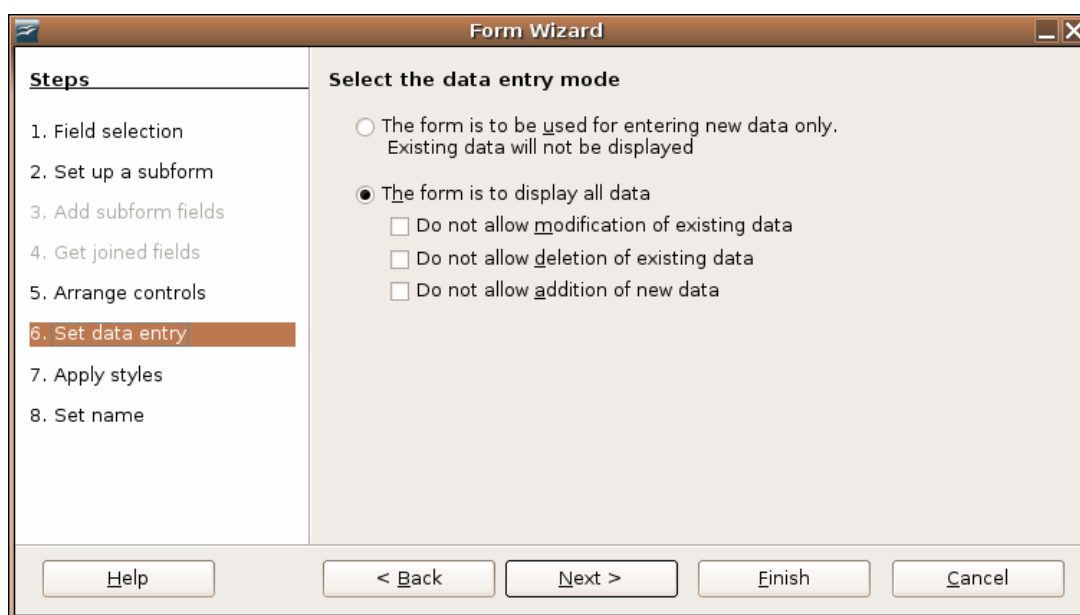 Form Wizard
Steps
1. Field selection
2. Set up a subform
3. Add subform fields
4. Get joined fields
5. Arrange controls
6. Set data entry
7. Apply styles
8. Set name
Select the data entry mode
The form is to be used for entering new data only.
Existing data will not be displayed
The form is to display all data
Do not allow modification of existing data
Do not allow deletion of existing data
Do not allow addition of new data
Help
< Back
Next >
Finish
Cancel